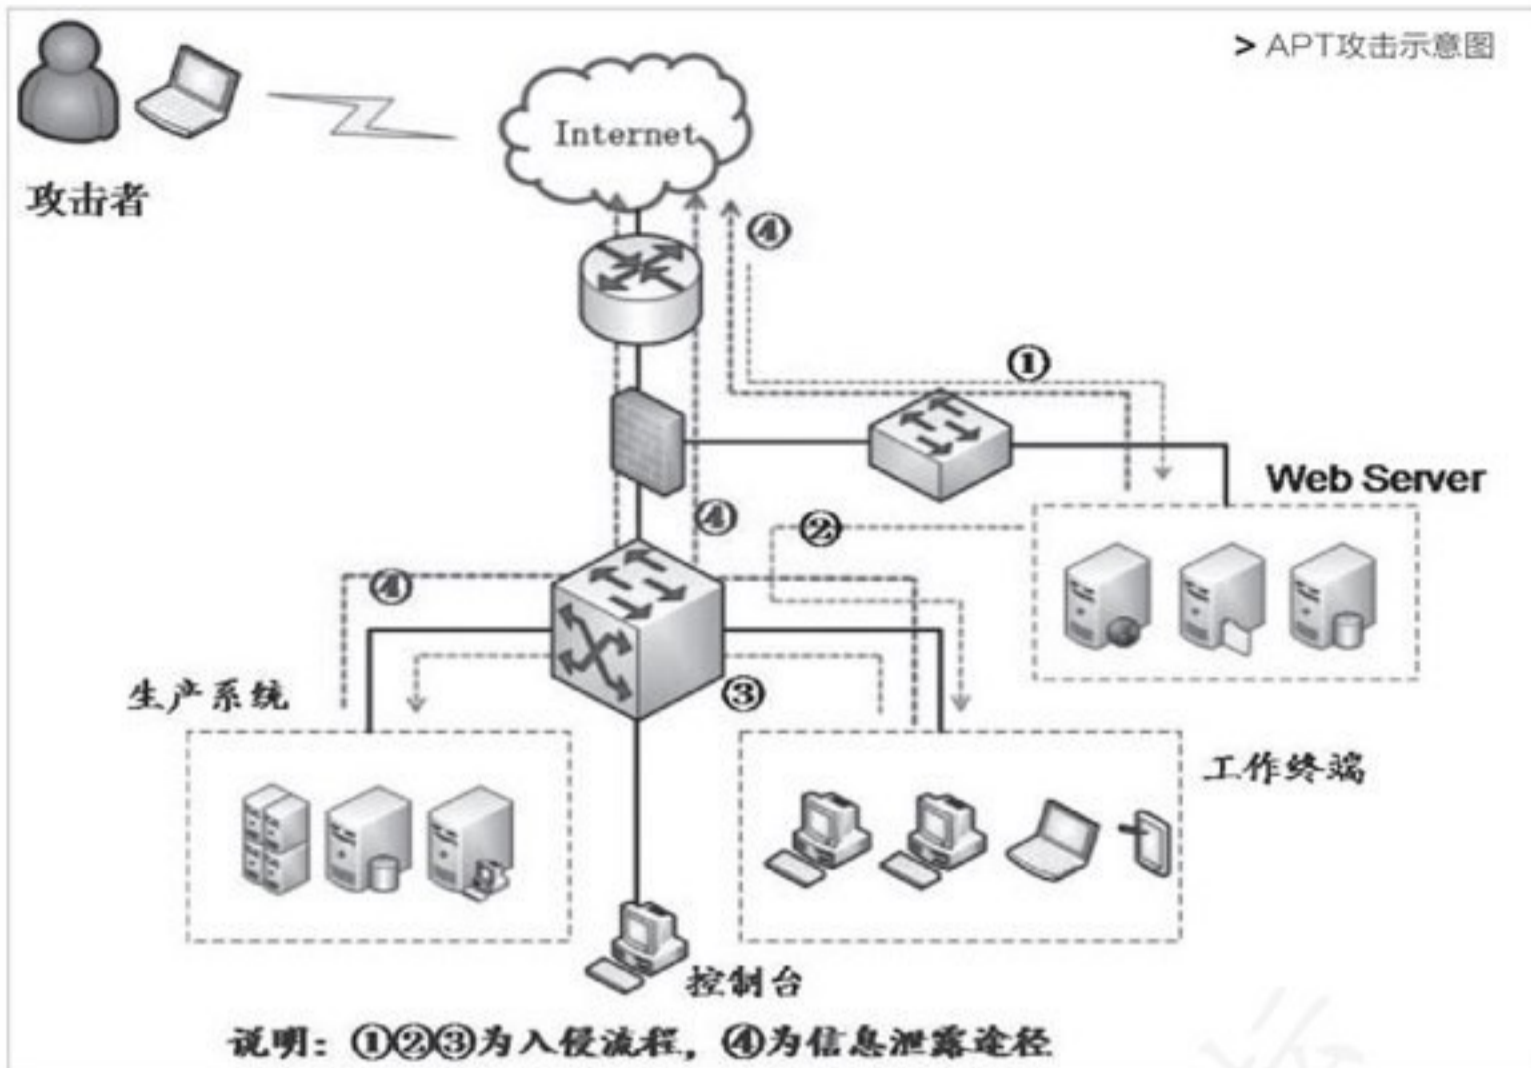 > APT攻击示意图
Internet
攻击者
④
①
Web Server
④
②
④
生产系统
③
工作终端
控制台
说明：①②③为入侵流程，④为信息泄露途径